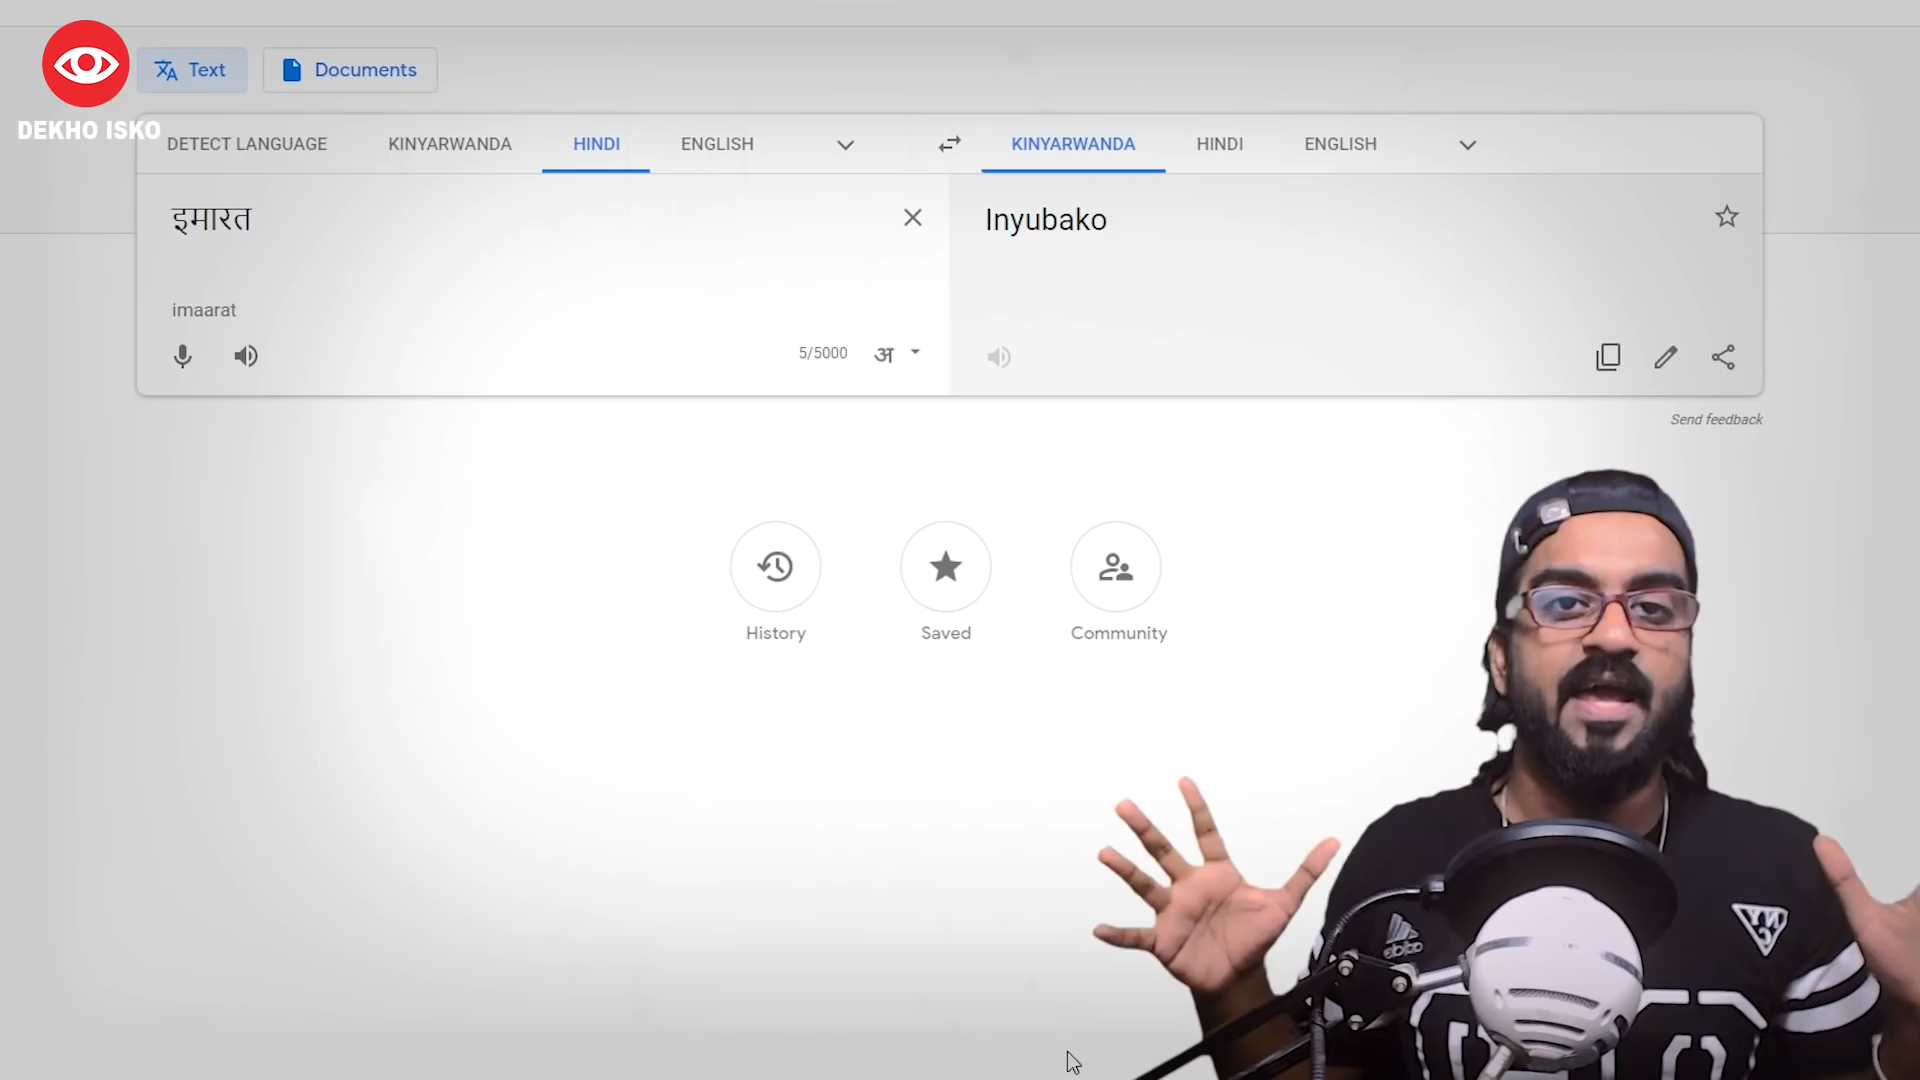 Text
Documents
DEKHO ISKO
DETECT LANGUAGE KINYARWANDA HINDI ENGLISH KINYARWANDA HINDI ENGLISH
इमारत
Inyubako
imaarat
5/5000 अ
Send feedback
History Saved Community